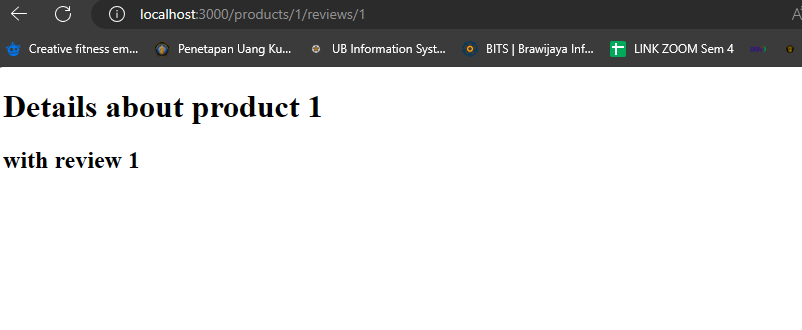 localhost:3000/products/1/reviews/1
Creative fitness em... Penetapan Uang Ku... UB Information Syst... BITS | Brawijaya Inf... LINK ZOOM Sem 4
Details about product 1
with review 1